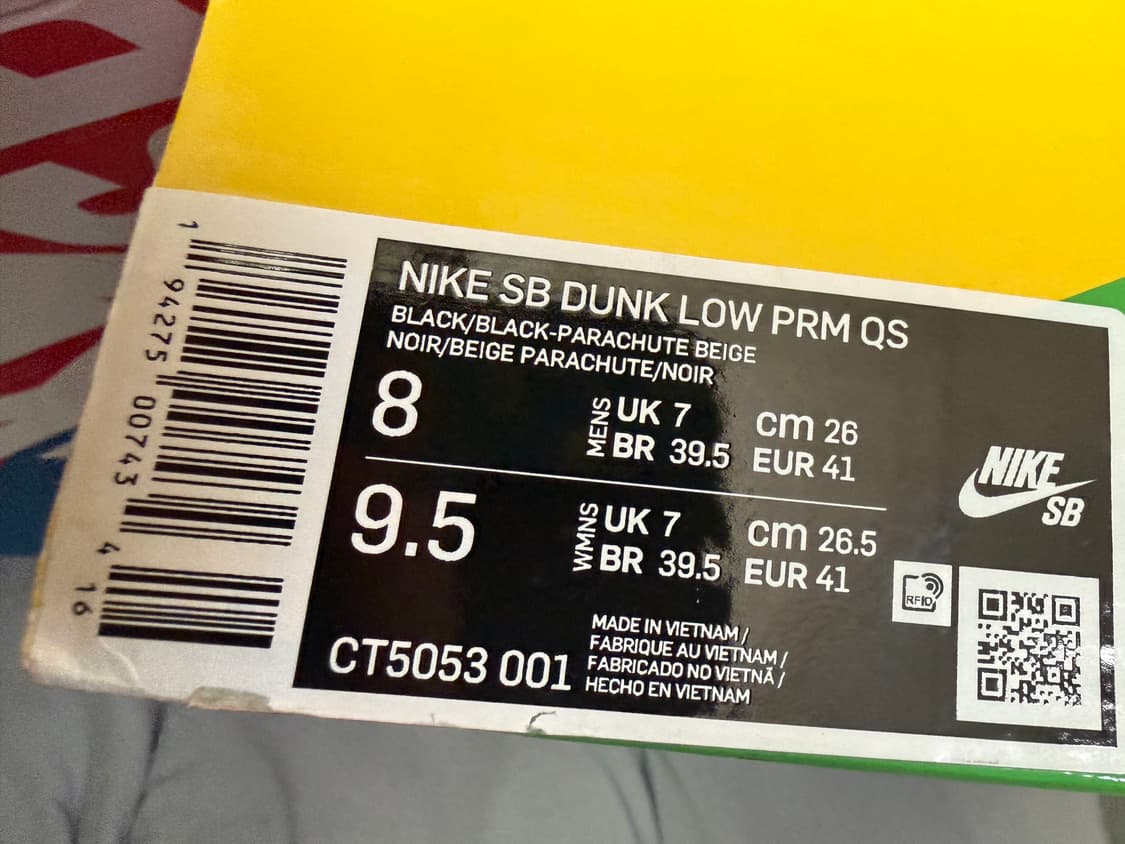 1 94275 00743 4 16
NIKE SB DUNK LOW PRM QS
BLACK/BLACK-PARACHUTE BEIGE
NOIR/BEIGE PARACHUTE/NOIR
8
MENS
UK 7
cm 26
BR 39.5
EUR 41
9.5
WMNS
UK 7
cm 26.5
BR 39.5
EUR 41
NIKE
SB
RFID
CT5053 001
MADE IN VIETNAM /
FABRIQUE AU VIETNAM /
FABRICADO NO VIETNÃ /
HECHO EN VIETNAM